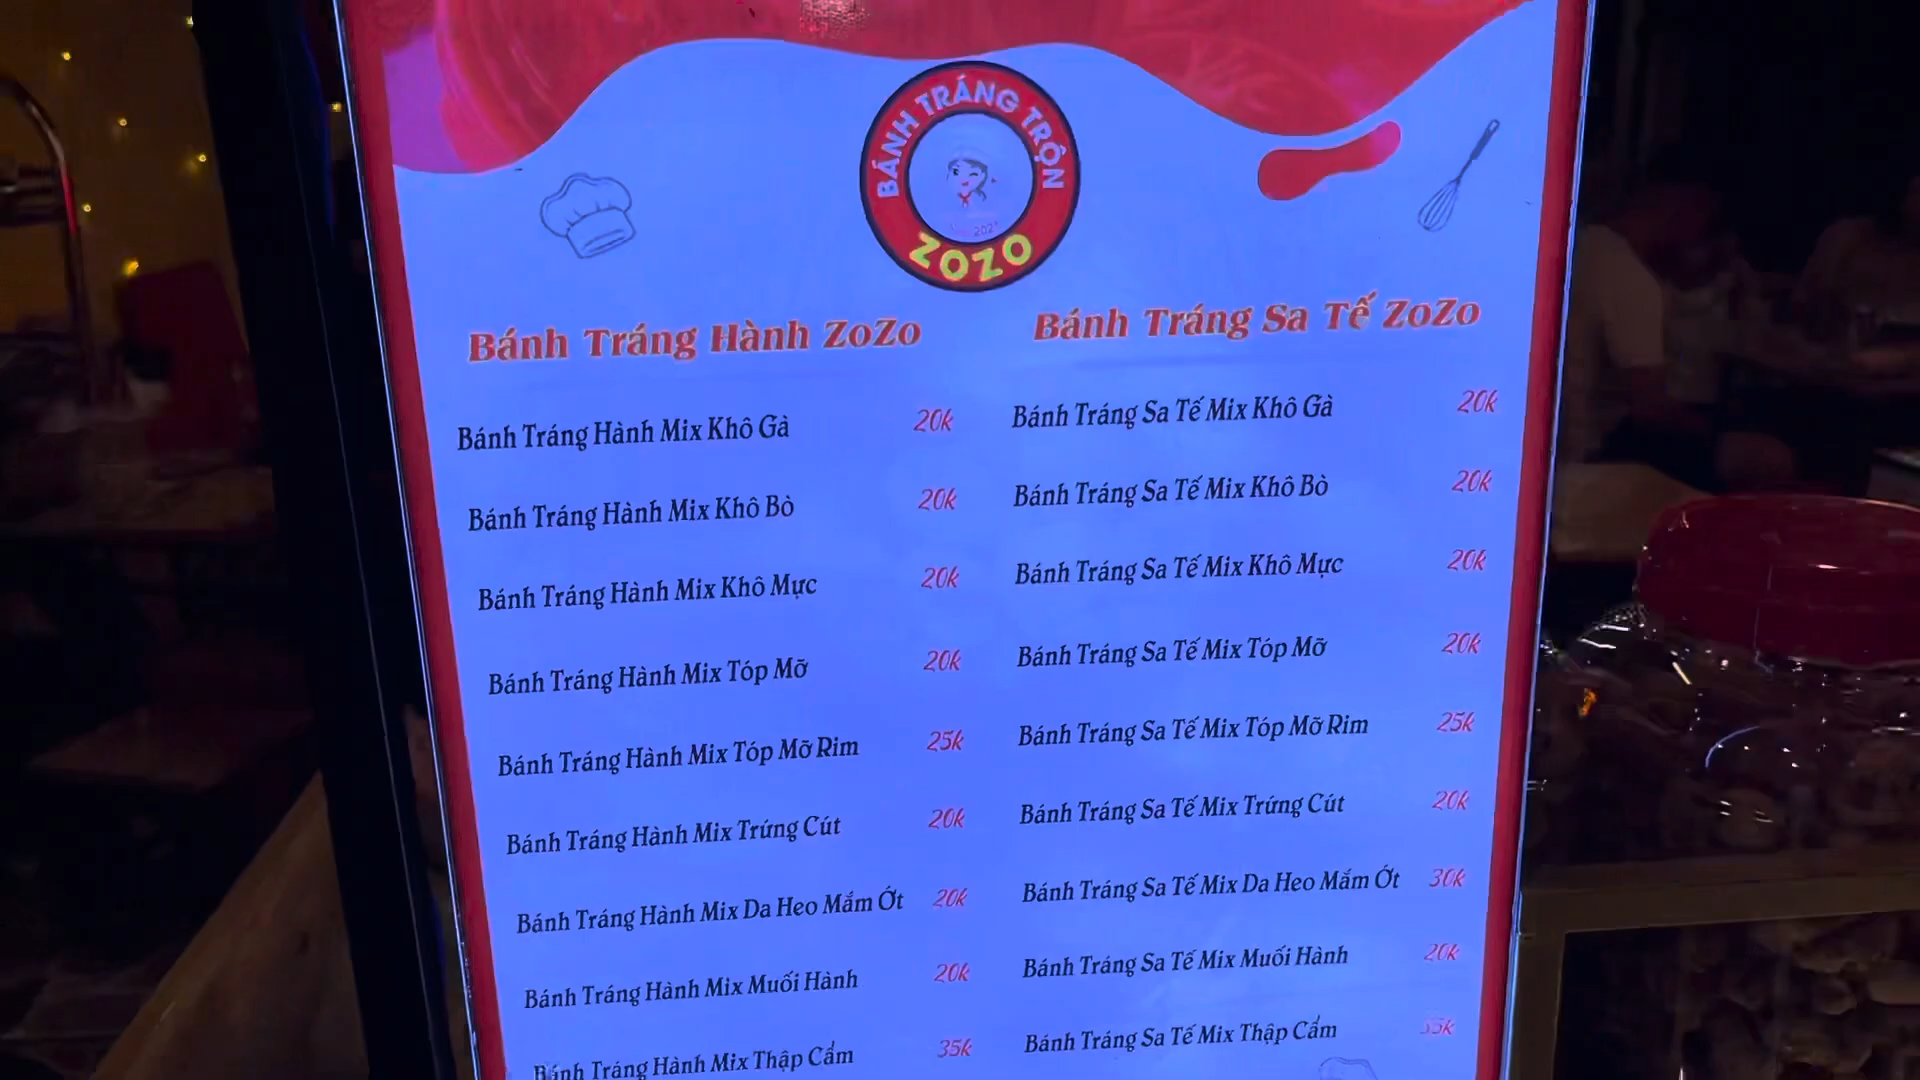 BÁNH TRÁNG TRỘN
ZOZO
Bánh Tráng Hành ZoZo
Bánh Tráng Hành Mix Khô Gà 20k
Bánh Tráng Hành Mix Khô Bò 20k
Bánh Tráng Hành Mix Khô Mực 20k
Bánh Tráng Hành Mix Tóp Mỡ 20k
Bánh Tráng Hành Mix Tóp Mỡ Rim 25k
Bánh Tráng Hành Mix Trứng Cút 20k
Bánh Tráng Hành Mix Da Heo Mắm Ớt 20k
Bánh Tráng Hành Mix Muối Hành 20k
Bánh Tráng Hành Mix Thập Cẩm 35k
Bánh Tráng Sa Tế ZoZo
Bánh Tráng Sa Tế Mix Khô Gà 20k
Bánh Tráng Sa Tế Mix Khô Bò 20k
Bánh Tráng Sa Tế Mix Khô Mực 20k
Bánh Tráng Sa Tế Mix Tóp Mỡ 20k
Bánh Tráng Sa Tế Mix Tóp Mỡ Rim 25k
Bánh Tráng Sa Tế Mix Trứng Cút 20k
Bánh Tráng Sa Tế Mix Da Heo Mắm Ớt 30k
Bánh Tráng Sa Tế Mix Muối Hành 20k
Bánh Tráng Sa Tế Mix Thập Cẩm 35k